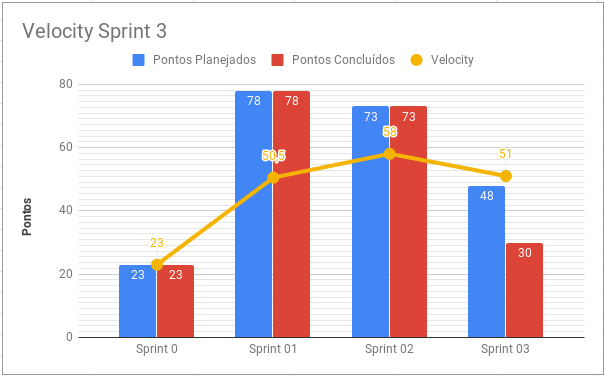 Velocity Sprint 3
Pontos Planejados Pontos Concluídos Velocity
80
60
40
20
0
Pontos
23 23 23
78 78 50,5
73 73 58
48 30 51
Sprint 0 Sprint 01 Sprint 02 Sprint 03